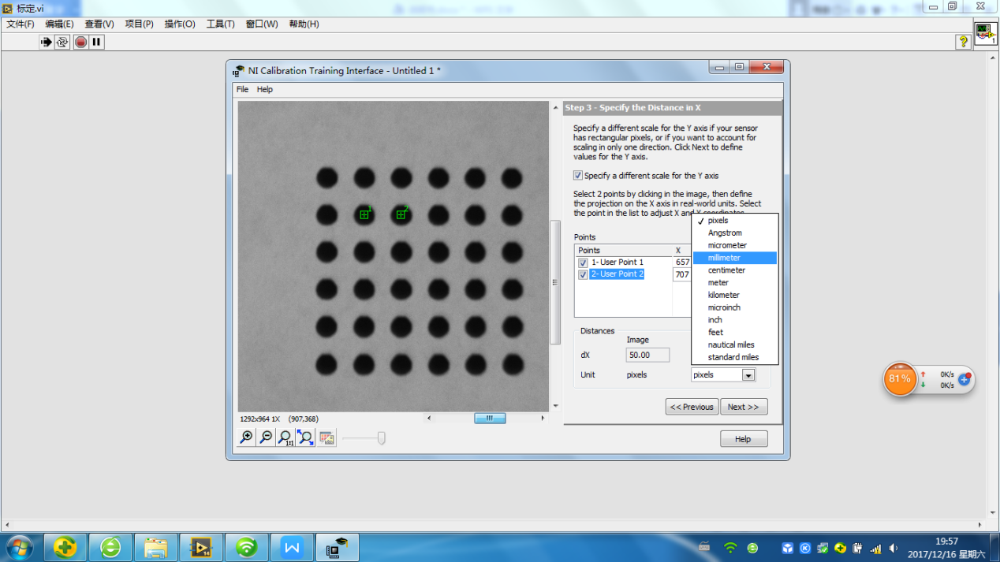 标定.vi
文件(F) 编辑(E) 查看(V) 项目(P) 操作(O) 工具(T) 窗口(W) 帮助(H)
?
1
NI Calibration Training Interface - Untitled 1 *
File Help
Step 3 - Specify the Distance in X
Specify a different scale for the Y axis if your sensor
has rectangular pixels, or if you want to account for
scaling in only one direction. Click Next to define
values for the Y axis.
Specify a different scale for the Y axis
Select 2 points by clicking in the image, then define
the projection on the X axis in real-world units. Select
the point in the list to adjust X and Y coordinates.
1 2
Points
Points X
1- User Point 1 657
2- User Point 2 707
pixels
Angstrom
micrometer
millimeter
centimeter
meter
kilometer
microinch
inch
feet
nautical miles
standard miles
Distances
Image
dX 50.00
Unit pixels pixels
<< Previous Next >>
1292x964 1X (907,368)
1:1
Help
81% 0K/s
0K/s
14
W
K
19:57
2017/12/16 星期六